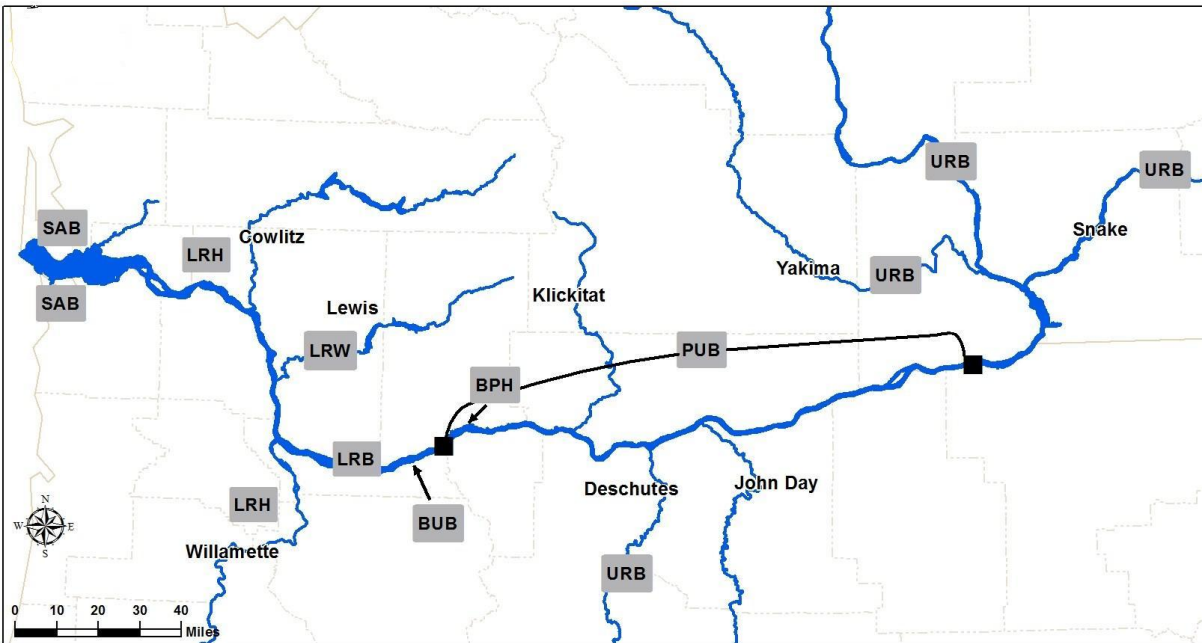 URB
URB
SAB
Cowlitz
LRH
Snake
Yakima
URB
SAB
Klickitat
Lewis
LRW
PUB
BPH
LRB
Deschutes
John Day
LRH
BUB
N
W E
S
Willamette
URB
0 10 20 30 40
Miles